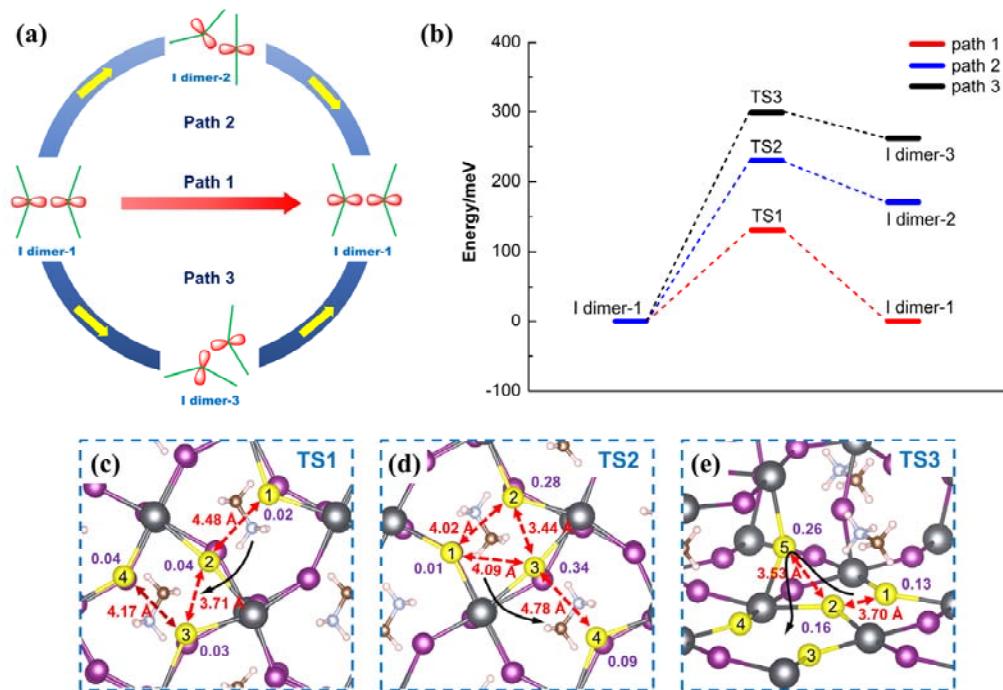 (a)
I dimer-2
Path 2
Path 1
I dimer-1
I dimer-1
Path 3
I dimer-3
(b)
path 1
path 2
path 3
Energy/meV
400
300
200
100
0
-100
TS3
I dimer-3
TS2
I dimer-2
TS1
I dimer-1
I dimer-1
(c)
TS1
1
0.02
4.48 Å
0.04
2
0.04
4
4.17 Å
3.71 Å
3
0.03
(d)
TS2
0.28
2
4.02 Å
3.44 Å
1
3
0.34
0.01
4.09 Å
4.78 Å
4
0.09
(e)
TS3
0.26
5
3.53 Å
0.13
1
2
3.70 Å
4
0.16
3